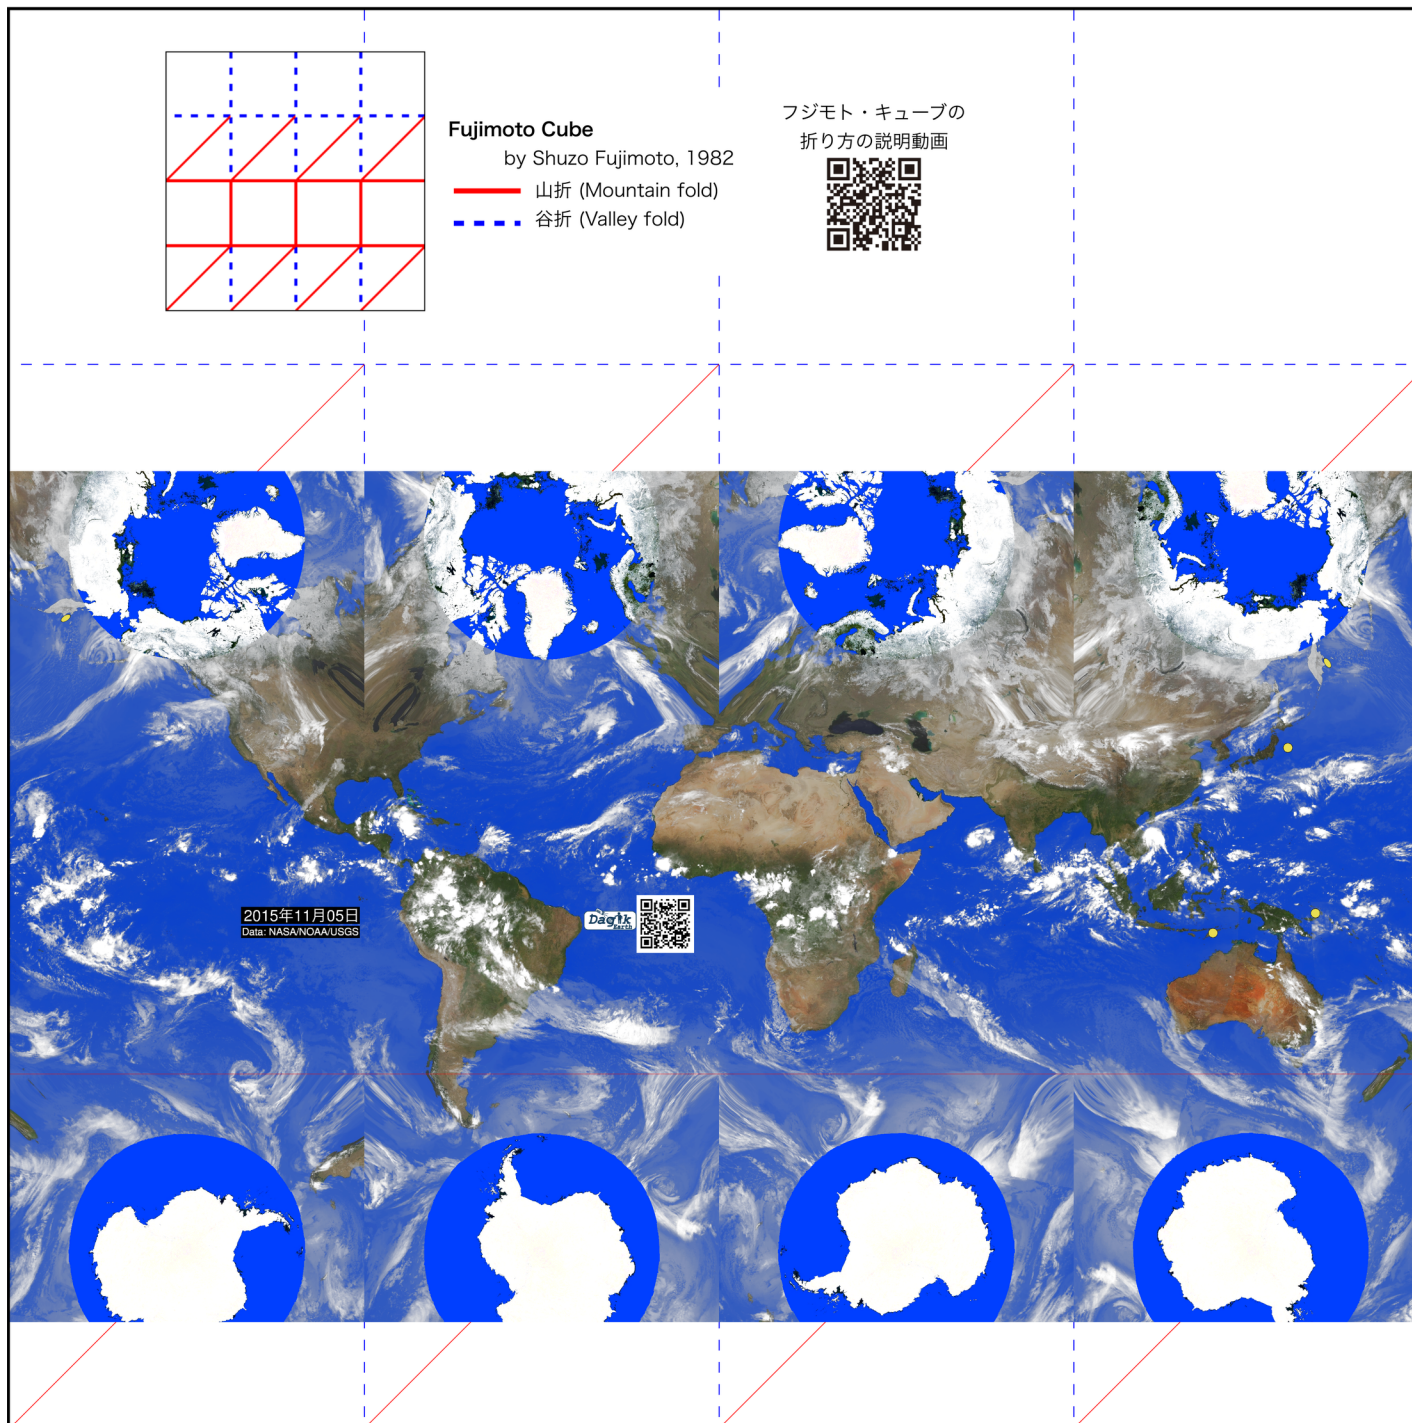 Fujimoto Cube
by Shuzo Fujimoto, 1982
山折 (Mountain fold)
谷折 (Valley fold)
フジモト・キューブの
折り方の説明動画
2015年11月05日
Data: NASA/NOAA/USGS
Dagik
Earth